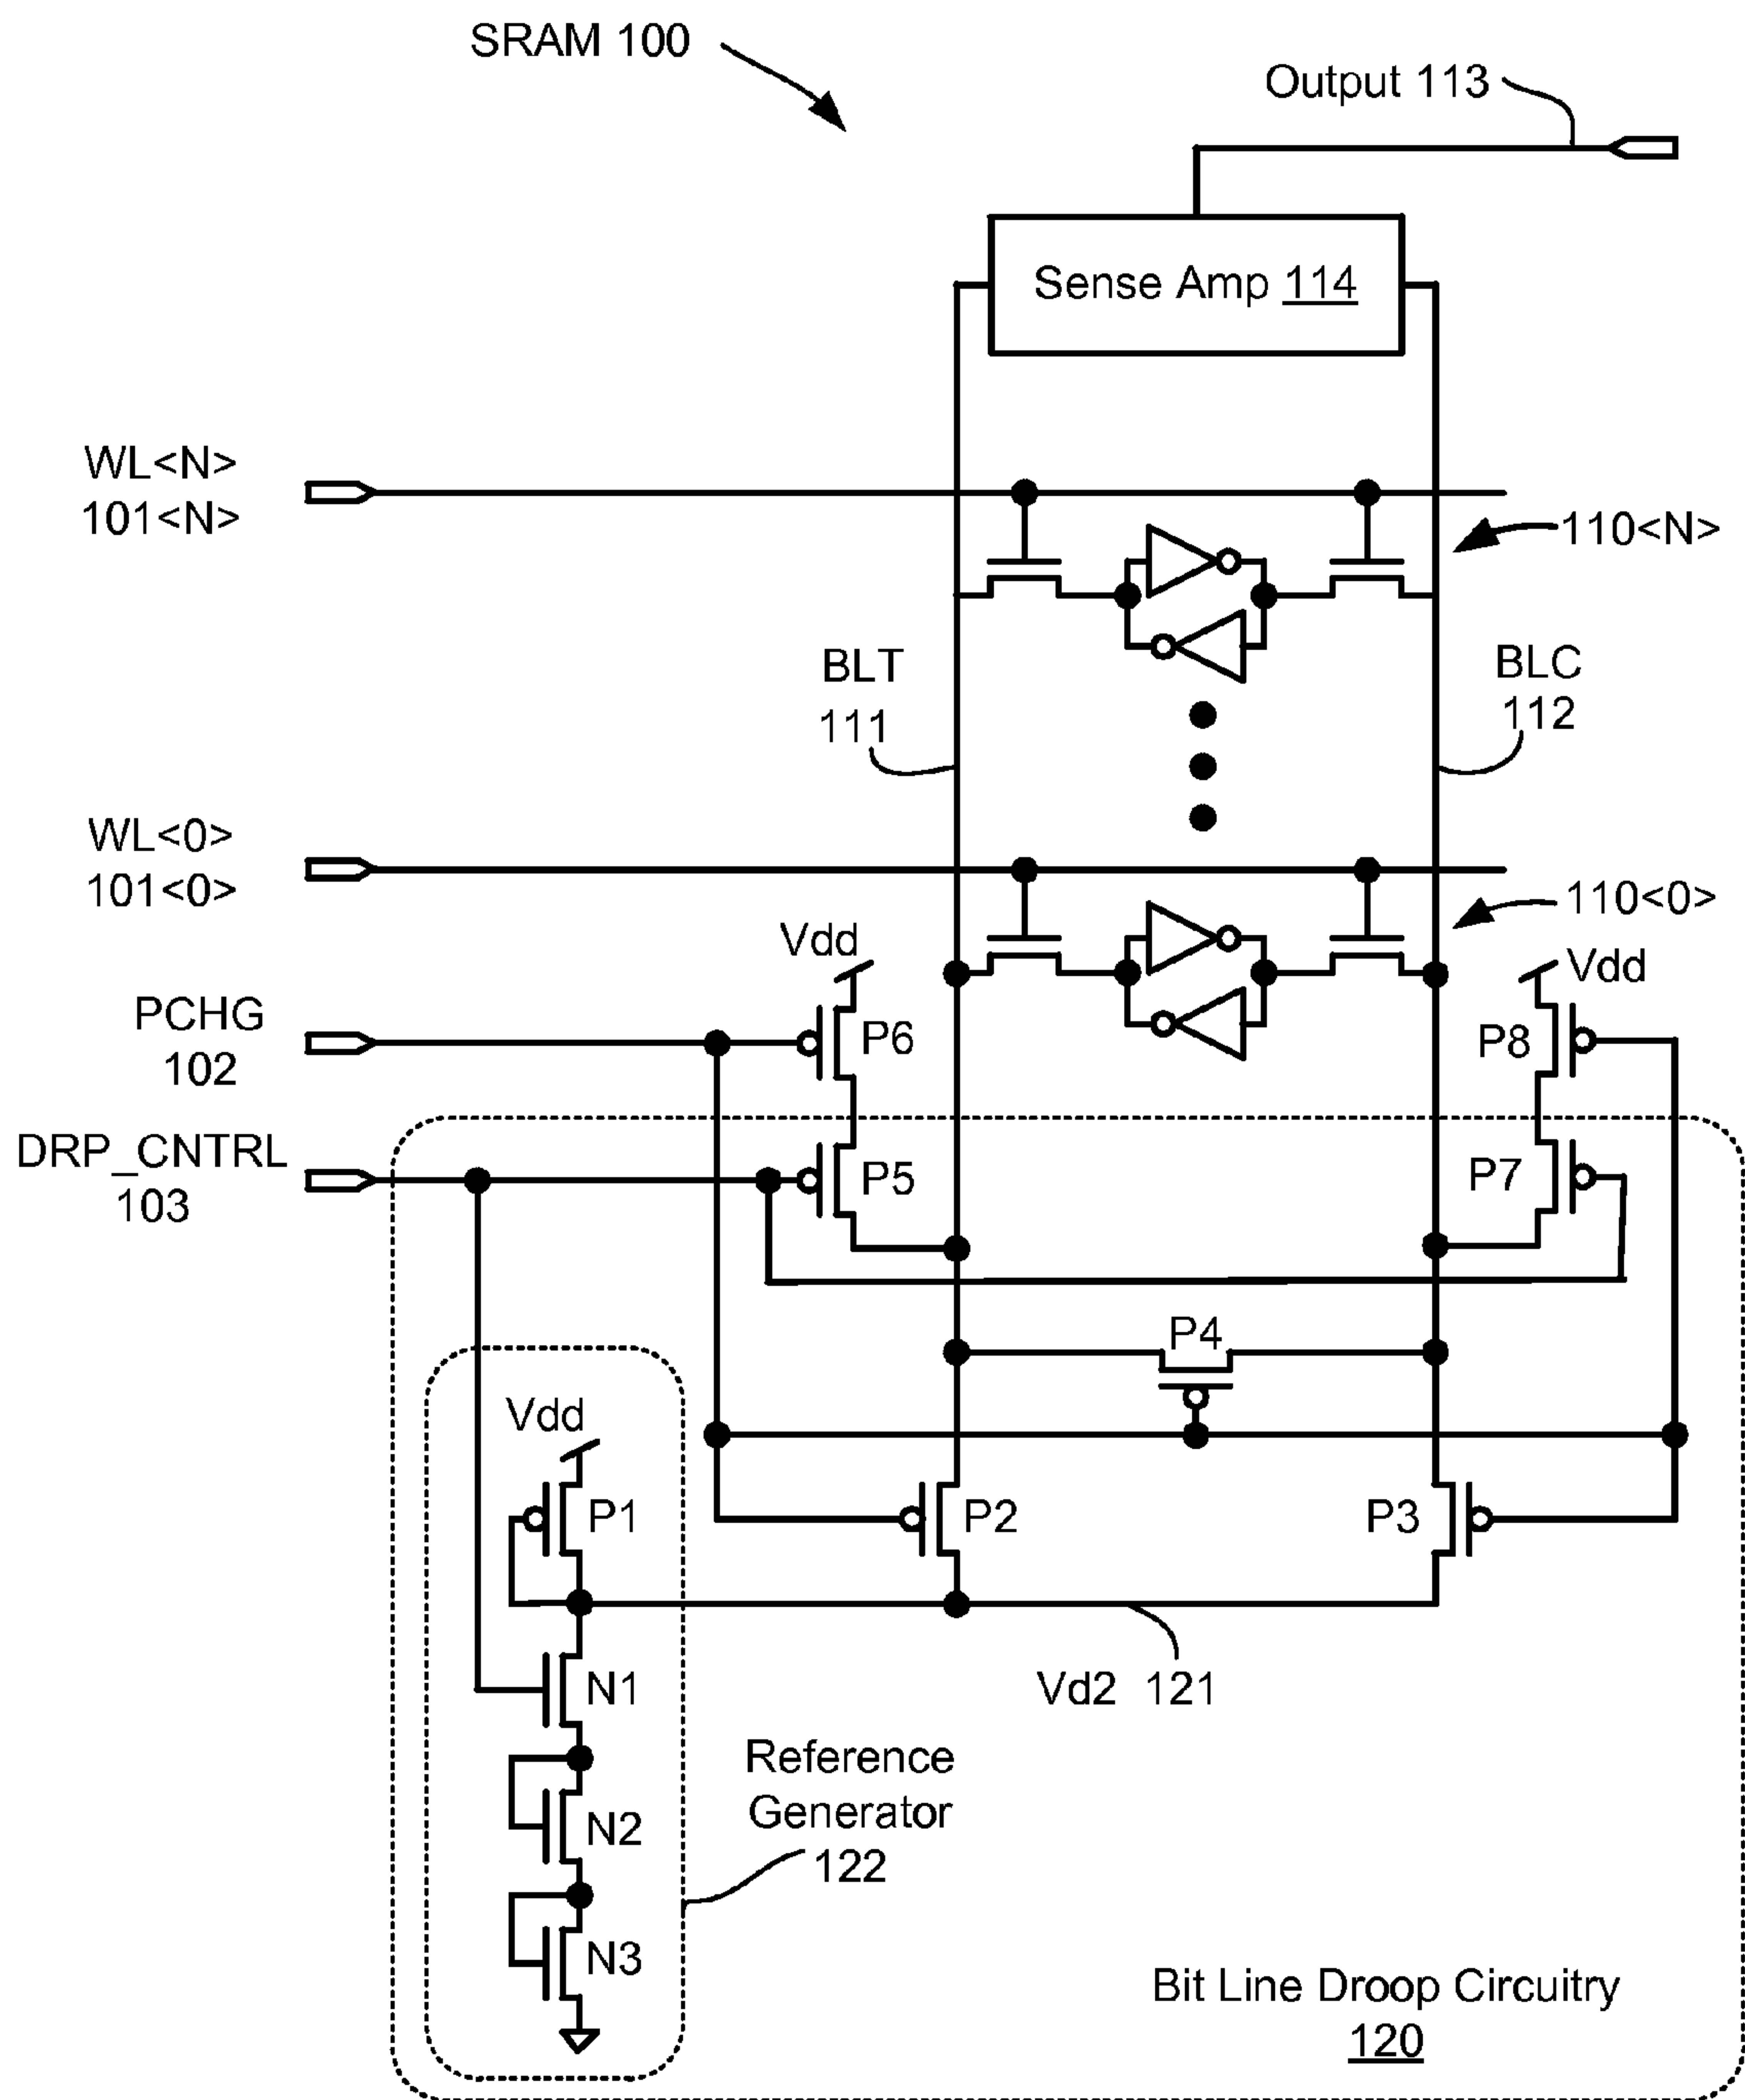 SRAM 100
Output 113
Sense Amp 114
WL<N>
101<N>
110<N>
BLT
111
BLC
112
WL<0>
101<0>
110<0>
Vdd
Vdd
PCHG
102
P6
P8
DRP_CNTRL
103
P5
P7
P4
Vdd
P1
P2
P3
N1
Vd2 121
Reference
Generator
122
N2
N3
Bit Line Droop Circuitry
120